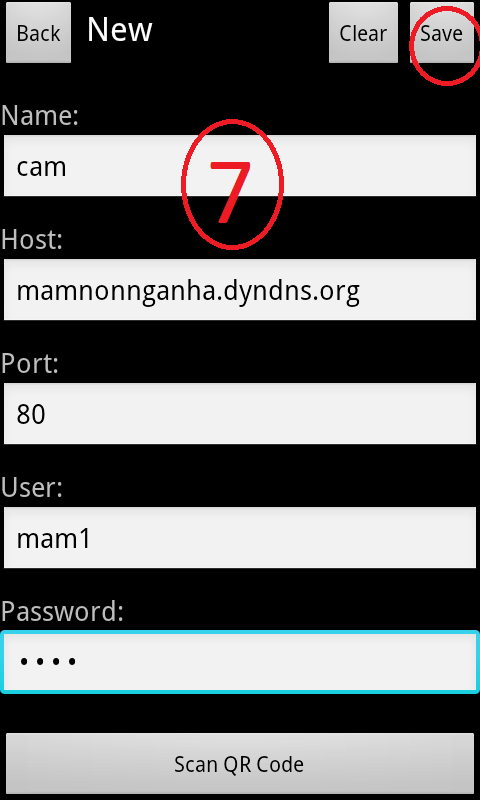 Back New Clear Save
Name:
cam
7
Host:
mamnonnganha.dyndns.org
Port:
80
User:
mam1
Password:
••••
Scan QR Code